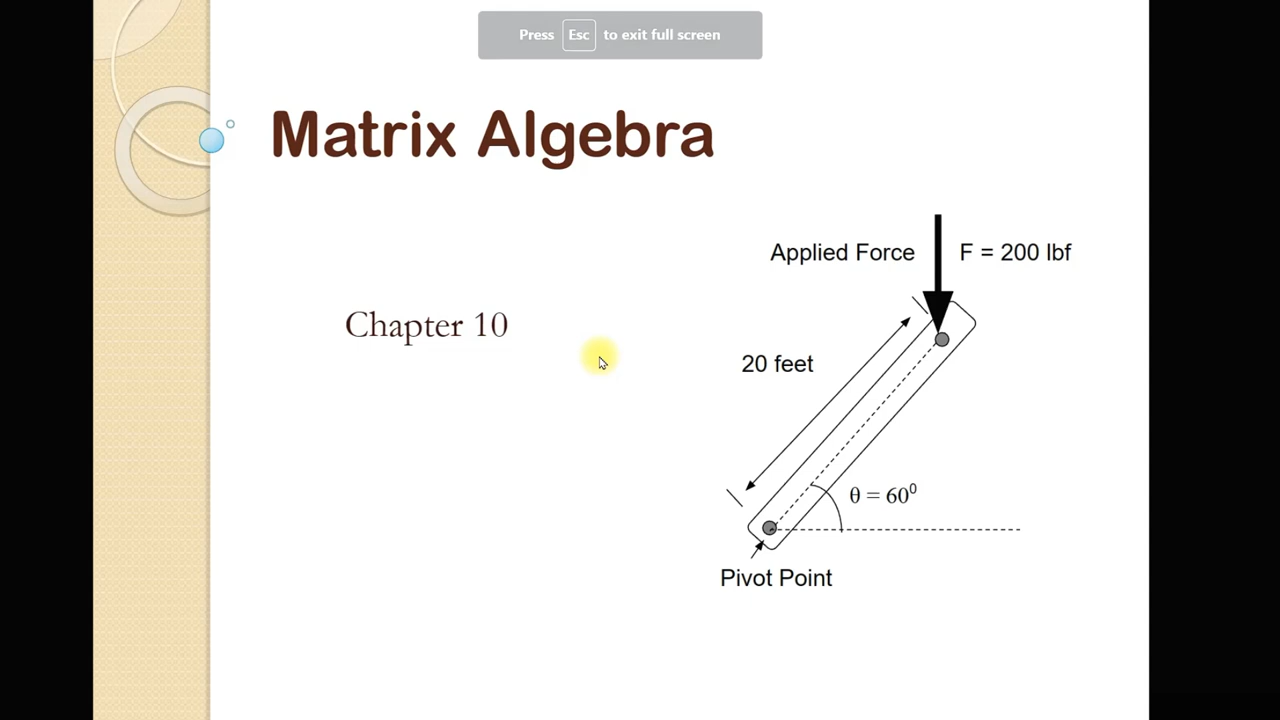 Press Esc to exit full screen
Matrix Algebra
Applied Force F = 200 lbf
Chapter 10
20 feet
θ = 60⁰
Pivot Point